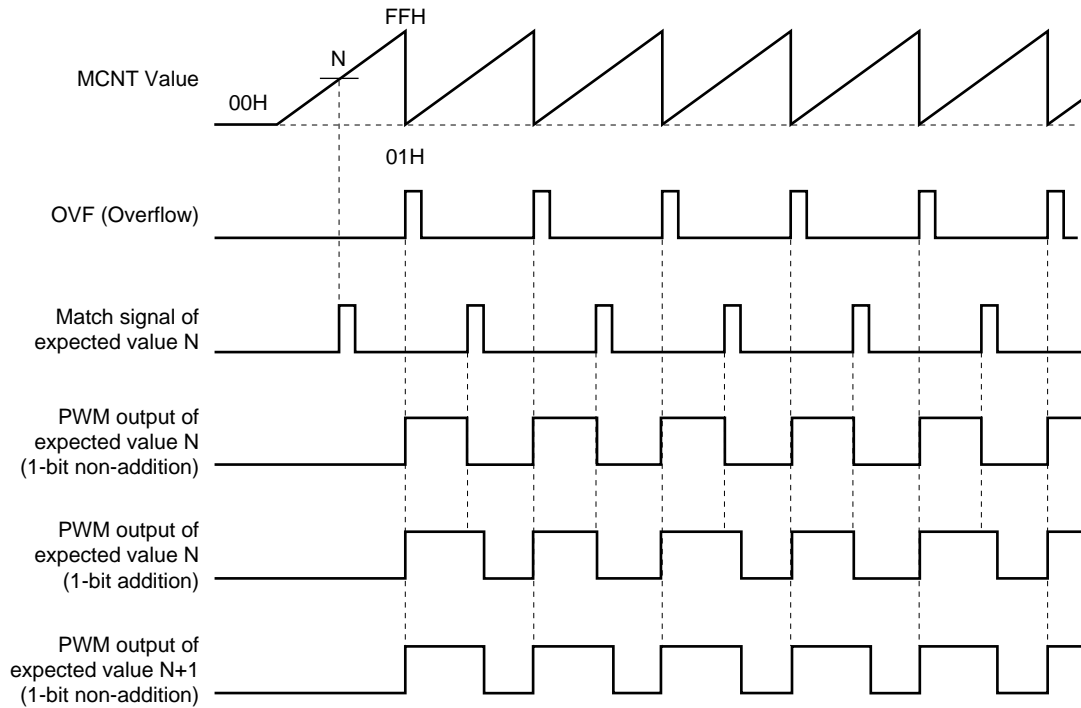 FFH
N
MCNT Value
00H
01H
OVF (Overflow)
Match signal of
expected value N
PWM output of
expected value N
(1-bit non-addition)
PWM output of
expected value N
(1-bit addition)
PWM output of
expected value N+1
(1-bit non-addition)